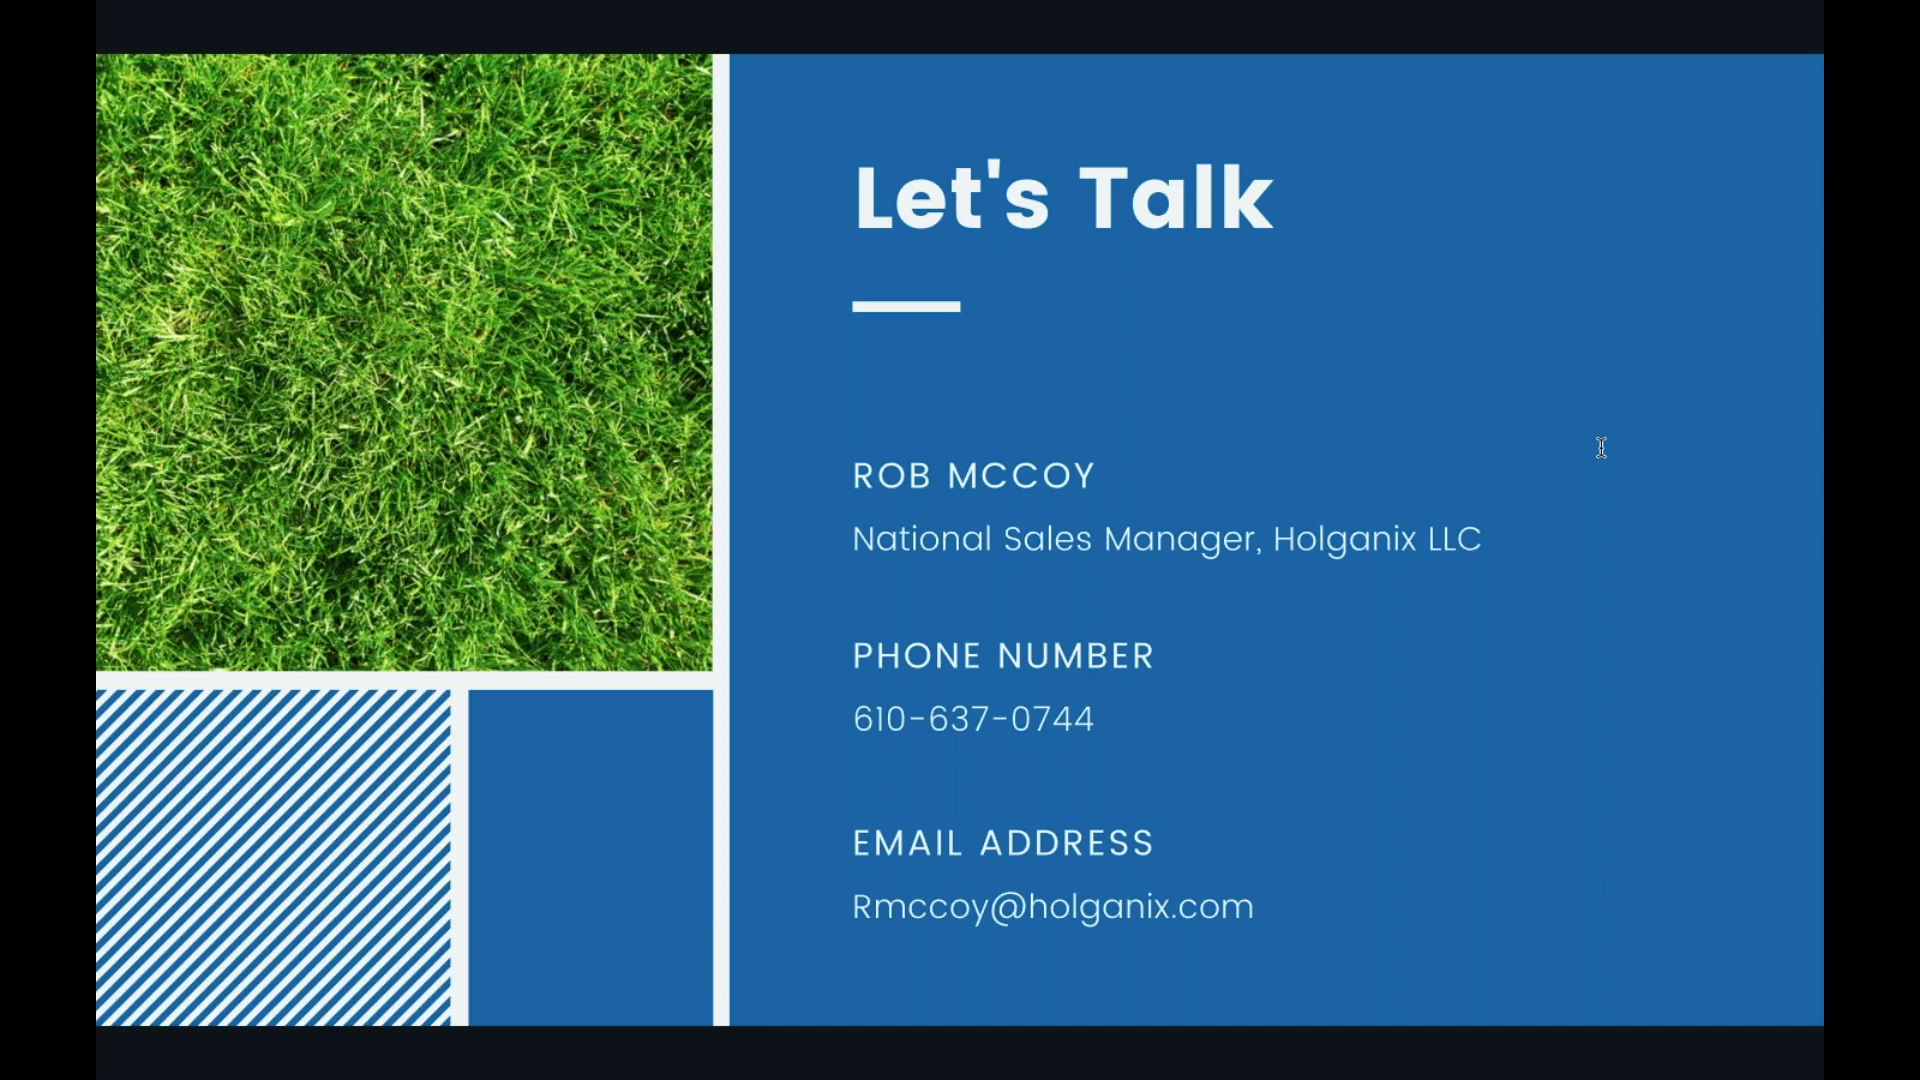 Let's Talk
ROB MCCOY
National Sales Manager, Holganix LLC
PHONE NUMBER
610-637-0744
EMAIL ADDRESS
Rmccoy@holganix.com